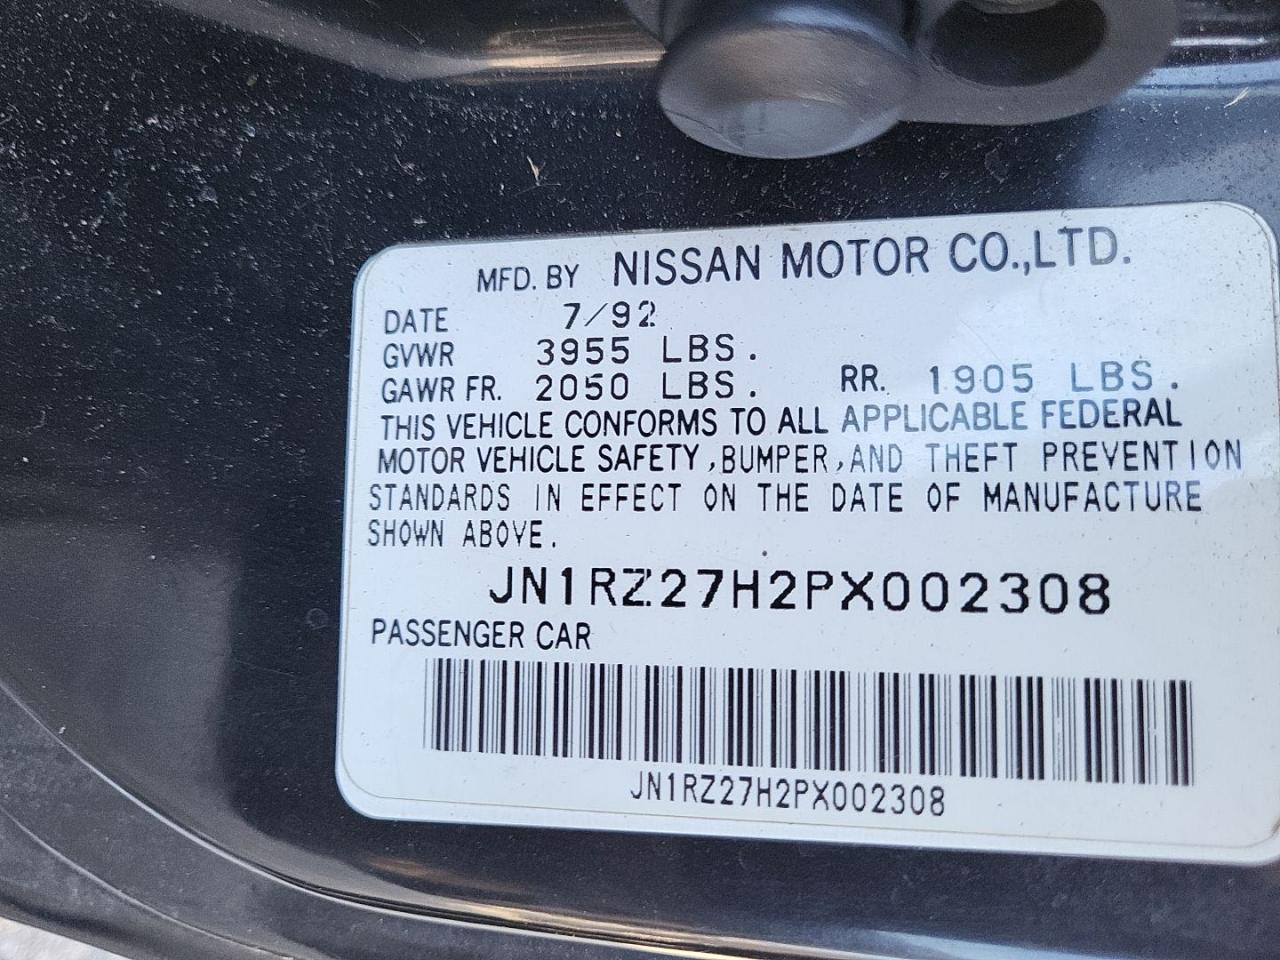 MFD. BY NISSAN MOTOR CO.,LTD.
DATE 7/92
GVWR 3955 LBS.
GAWR FR. 2050 LBS. RR. 1905 LBS.
THIS VEHICLE CONFORMS TO ALL APPLICABLE FEDERAL
MOTOR VEHICLE SAFETY,BUMPER,AND THEFT PREVENTION
STANDARDS IN EFFECT ON THE DATE OF MANUFACTURE
SHOWN ABOVE.
JN1RZ27H2PX002308
PASSENGER CAR
JN1RZ27H2PX002308